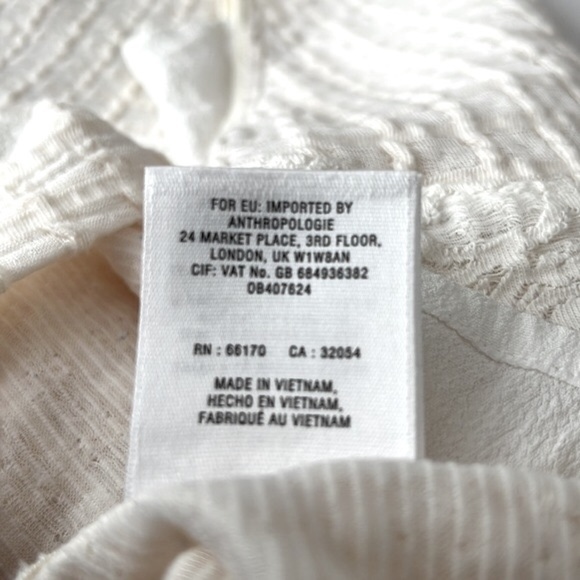 FOR EU: IMPORTED BY
ANTHROPOLOGIE
24 MARKET PLACE, 3RD FLOOR,
LONDON, UK W1W8AN
CIF: VAT No. GB 684936382
OB407624
RN : 66170 CA : 32054
MADE IN VIETNAM,
HECHO EN VIETNAM,
FABRIQUÉ AU VIETNAM